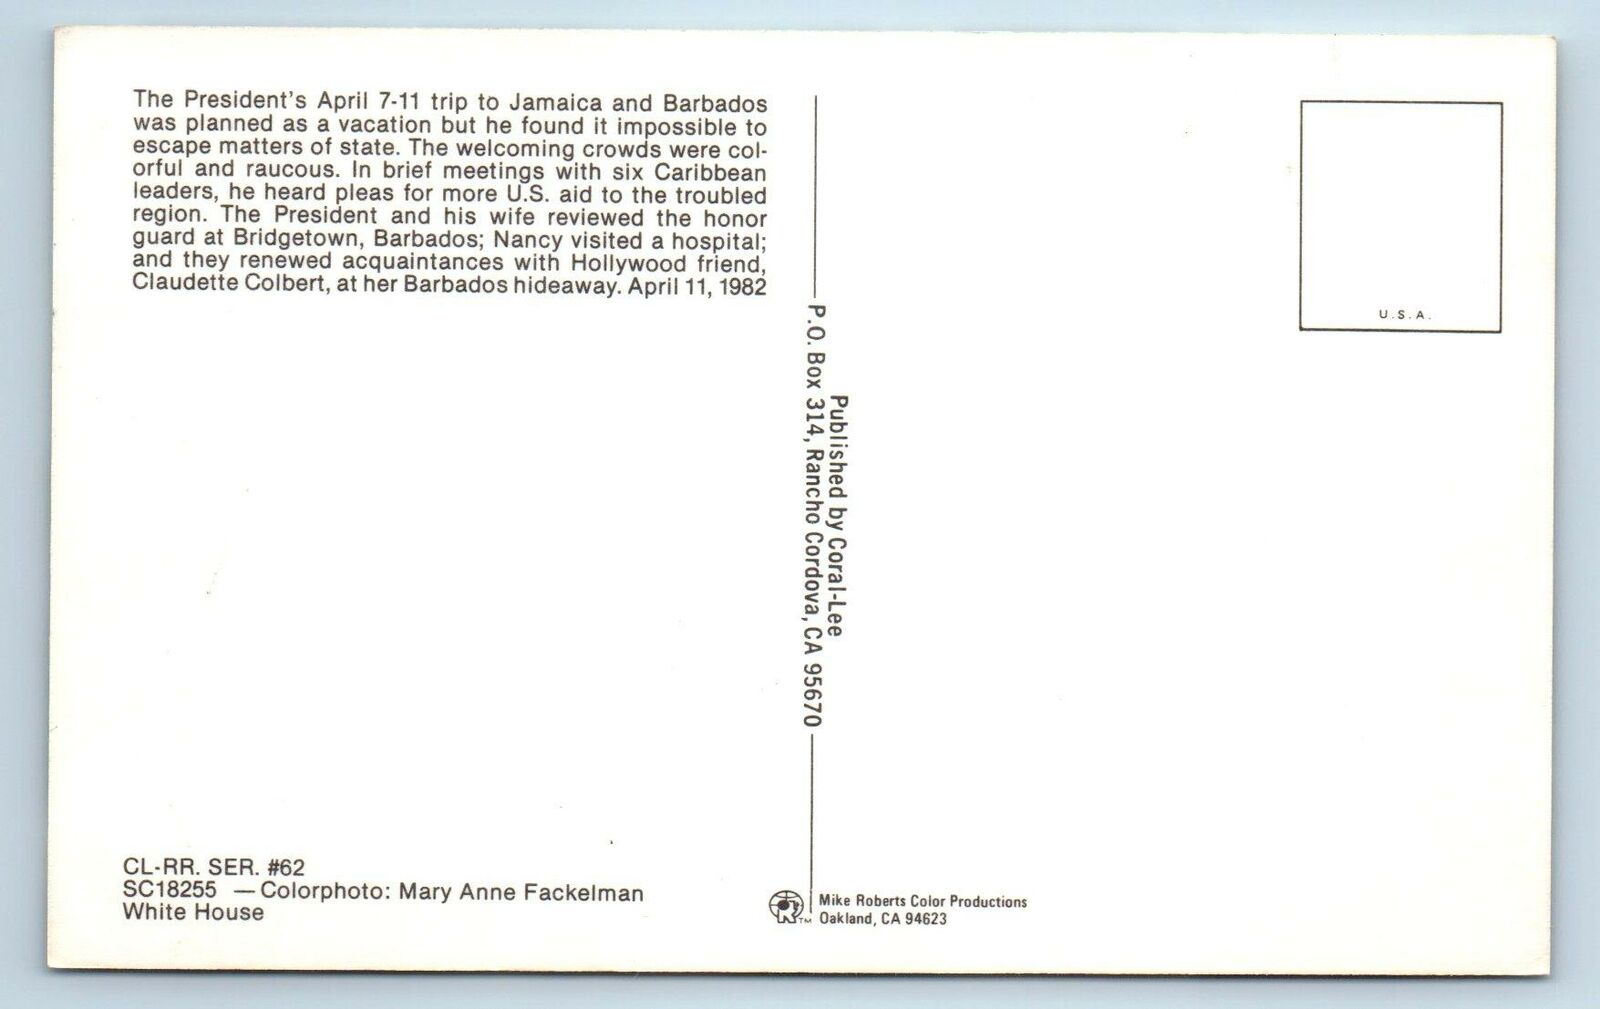 The President's April 7-11 trip to Jamaica and Barbados
was planned as a vacation but he found it impossible to
escape matters of state. The welcoming crowds were col-
orful and raucous. In brief meetings with six Caribbean
leaders, he heard pleas for more U.S. aid to the troubled
region. The President and his wife reviewed the honor
guard at Bridgetown, Barbados; Nancy visited a hospital;
and they renewed acquaintances with Hollywood friend,
Claudette Colbert, at her Barbados hideaway. April 11, 1982
CL-RR. SER. #62
SC18255 — Colorphoto: Mary Anne Fackelman
White House
Published by Coral-Lee
P.O. Box 314, Rancho Cordova, CA 95670
R TM
Mike Roberts Color Productions
Oakland, CA 94623
U.S.A.